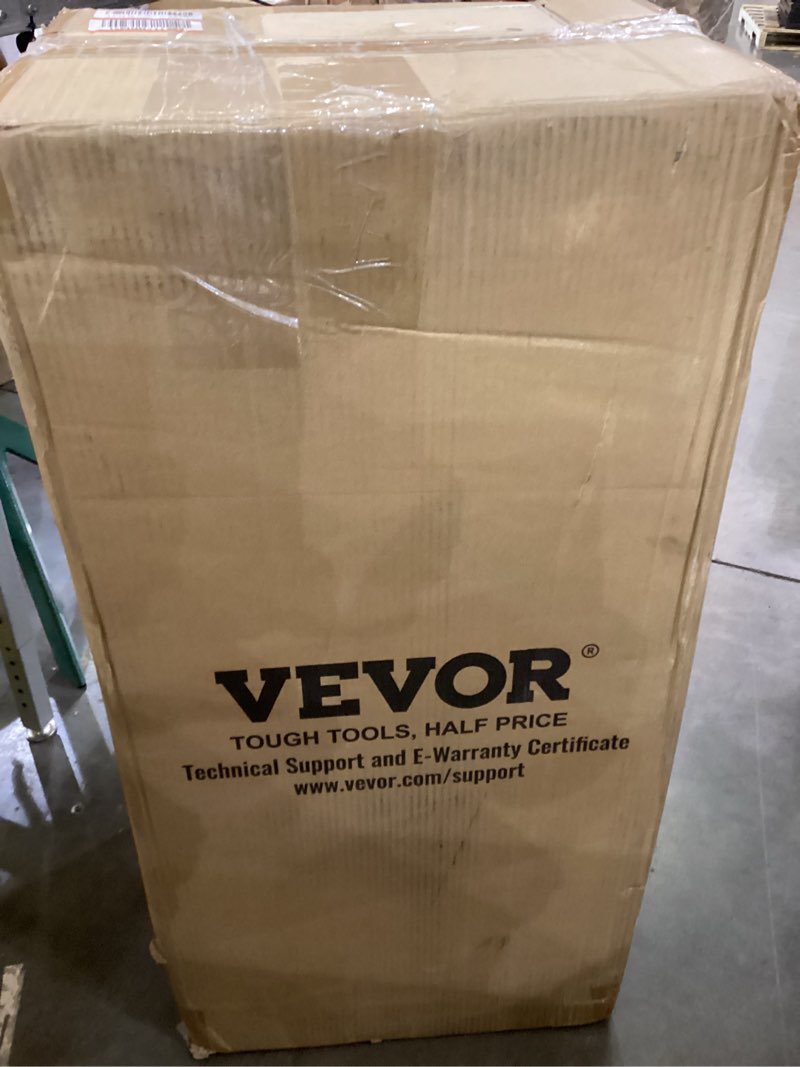 VEVOR®
TOUGH TOOLS, HALF PRICE
Technical Support and E-Warranty Certificate
www.vevor.com/support